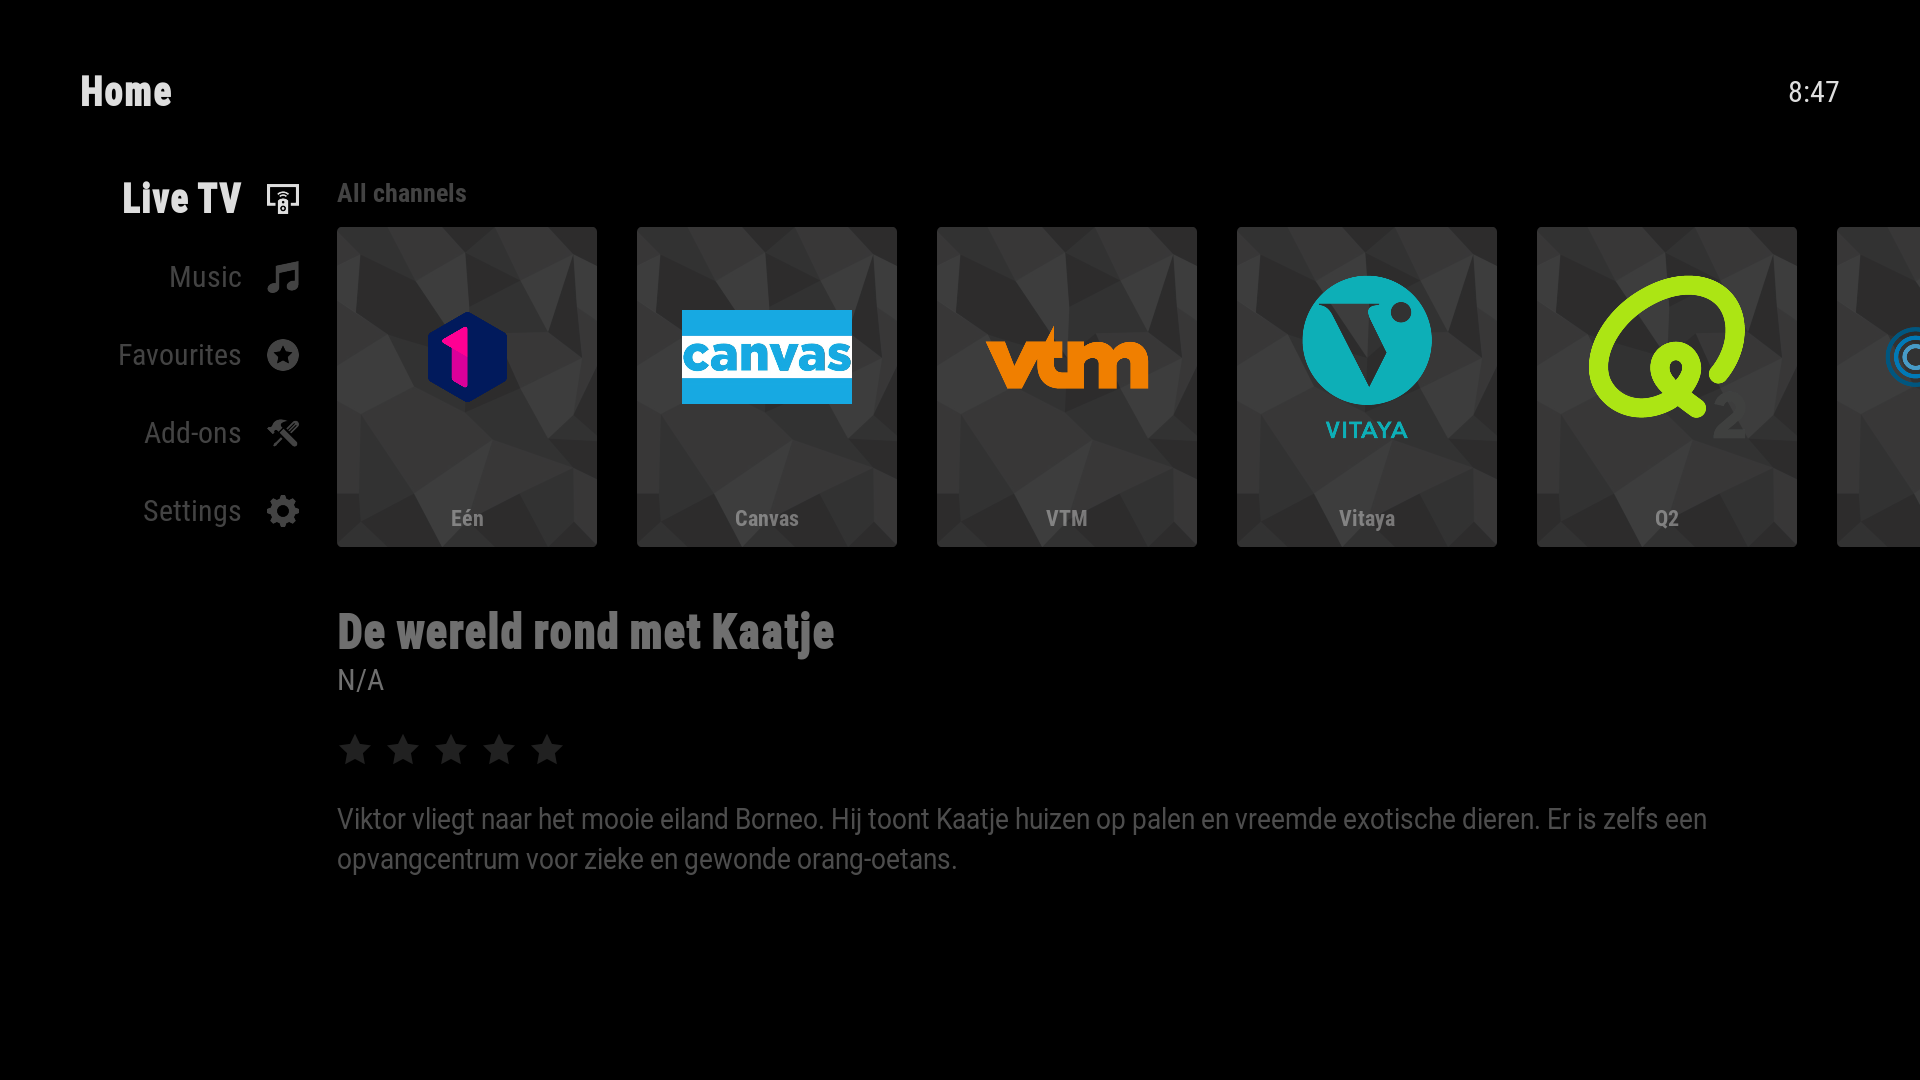 Home
8:47
Live TV
Music
Favourites
Add-ons
Settings
All channels
1
canvas
vtm
VITAYA
2
Eén
Canvas
VTM
Vitaya
Q2
De wereld rond met Kaatje
N/A
Viktor vliegt naar het mooie eiland Borneo. Hij toont Kaatje huizen op palen en vreemde exotische dieren. Er is zelfs een
opvangcentrum voor zieke en gewonde orang-oetans.